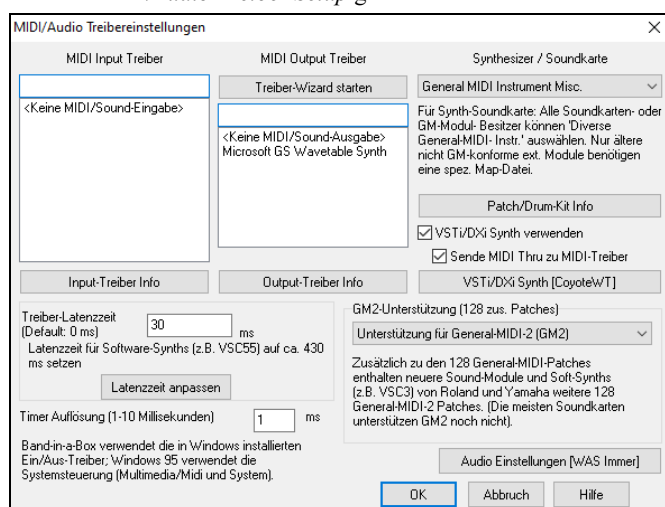 MIDI/Audio Treibereinstellungen
MIDI Input Treiber
<Keine MIDI/Sound-Eingabe>
Input-Treiber Info
MIDI Output Treiber
Treiber-Wizard starten
<Keine MIDI/Sound-Ausgabe>
Microsoft GS Wavetable Synth
Output-Treiber Info
Synthesizer / Soundkarte
General MIDI Instrument Misc.
Für Synth-Soundkarte: Alle Soundkarten- oder
GM-Modul- Besitzer können 'Diverse
General-MIDI- Instr.' auswählen. Nur ältere
nicht GM-konforme ext. Module benötigen
eine spez. Map-Datei.
Patch/Drum-Kit Info
VSTi/DXi Synth verwenden
Sende MIDI Thru zu MIDI-Treiber
VSTi/DXi Synth [CoyoteWT]
Treiber-Latenzzeit
(Default: 0 ms)
30 ms
Latenzzeit für Software-Synths (z.B. VSC55) auf ca. 430
ms setzen
Latenzzeit anpassen
Timer Auflösung (1-10 Millisekunden) 1 ms
Band-in-a-Box verwendet die in Windows installierten
Ein/Aus-Treiber; Windows 95 verwendet die
Systemsteuerung (Multimedia/Midi und System).
GM2-Unterstützung (128 zus. Patches)
Unterstützung für General-MIDI-2 (GM2)
Zusätzlich zu den 128 General-MIDI-Patches
enthalten neuere Sound-Module und Soft-Synths
(z.B. VSC3) von Roland und Yamaha weitere 128
General-MIDI-2 Patches. (Die meisten Soundkarten
unterstützen GM2 noch nicht).
Audio Einstellungen [WAS Immer]
OK
Abbruch
Hilfe